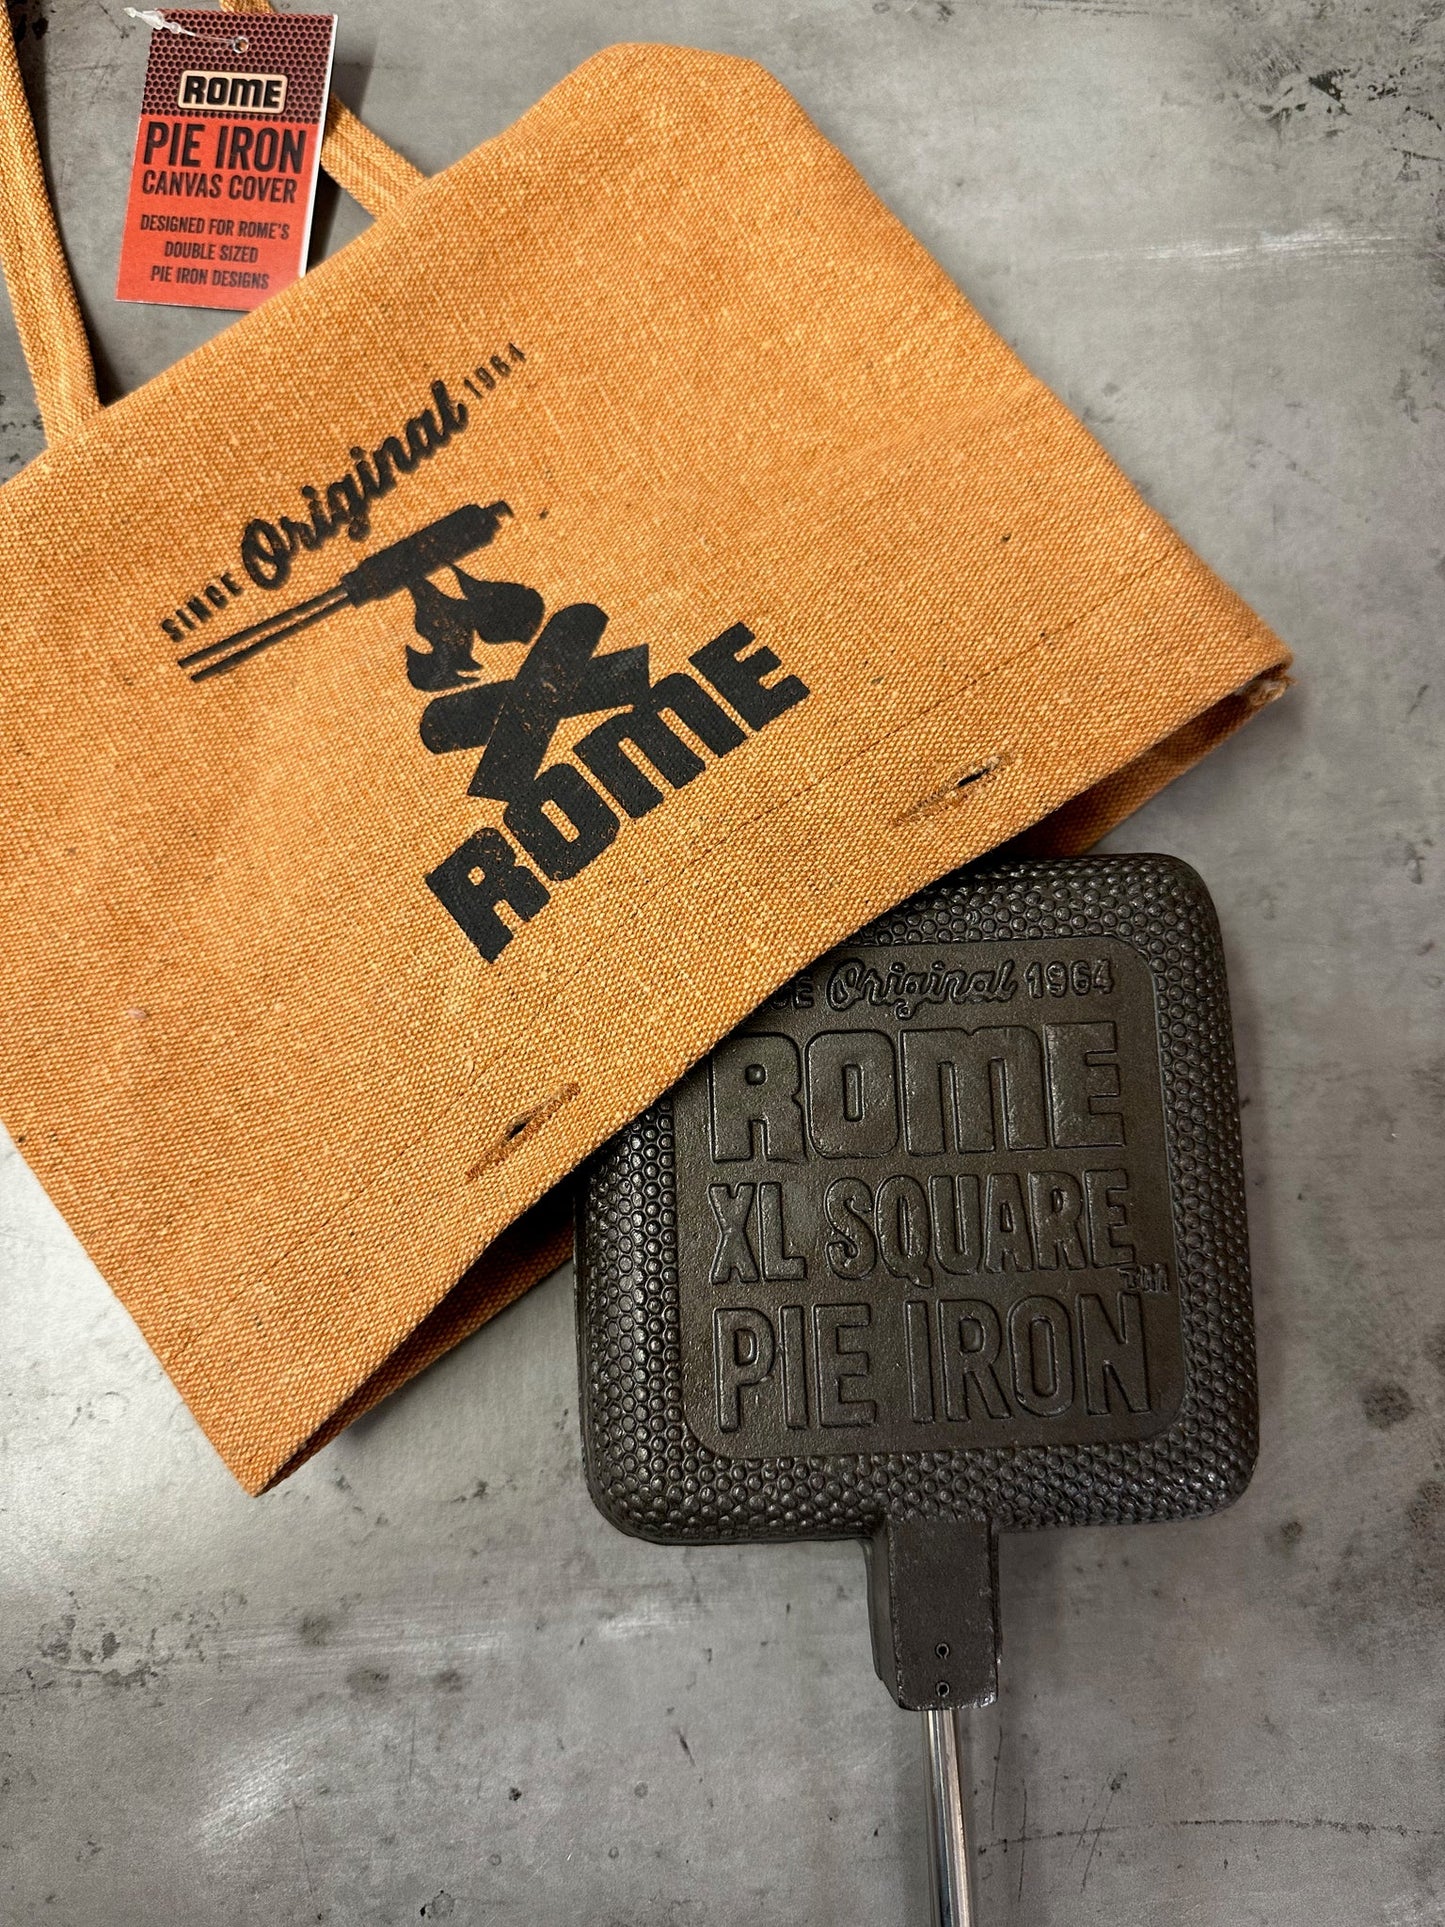 ROME
PIE IRON
CANVAS COVER
DESIGNED FOR ROME'S
DOUBLE SIZED
PIE IRON DESIGNS
SINCE Original 1964
ROME
Original 1964
ROME
XL SQUARE
PIE IRON™